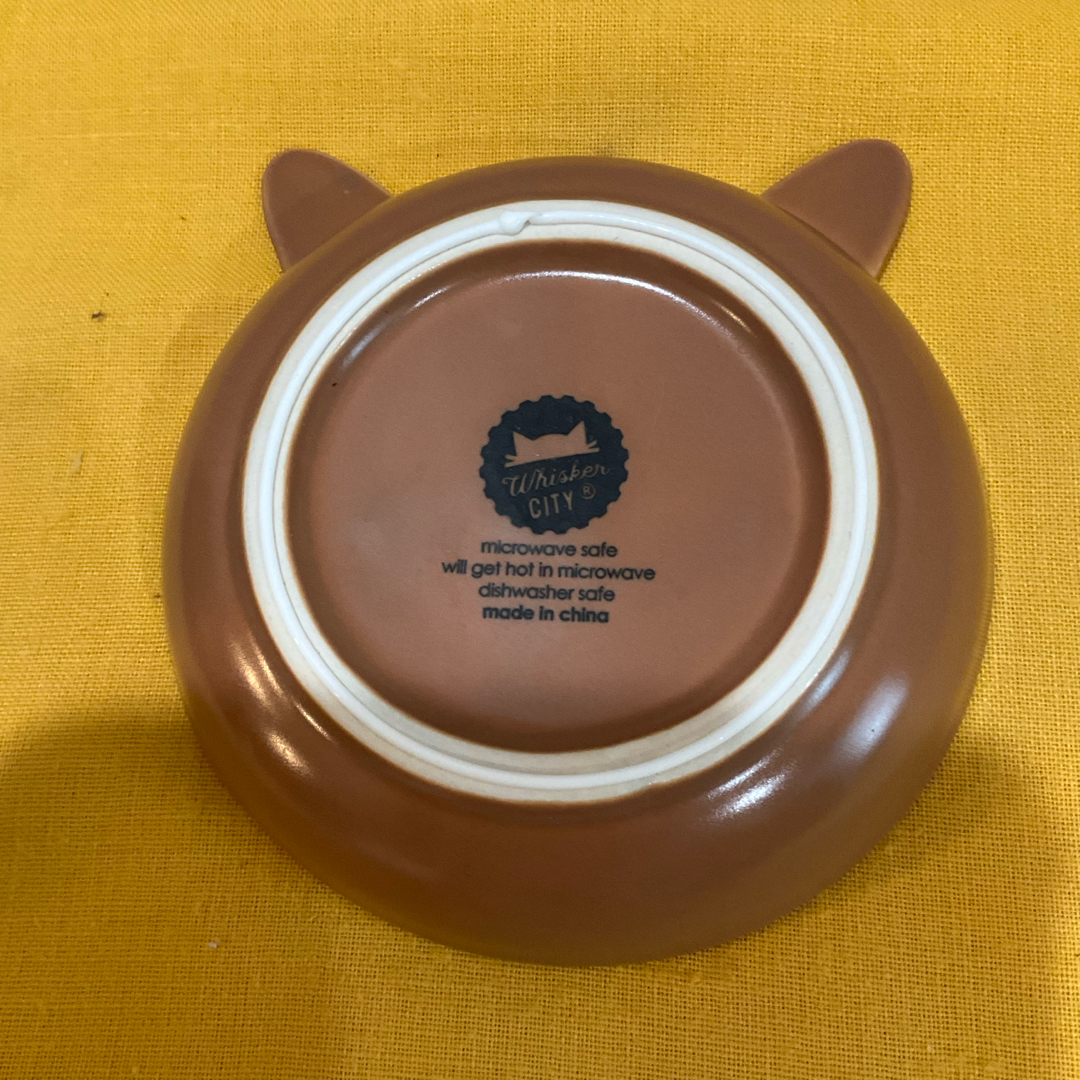 Whisker
CITY ®
microwave safe
will get hot in microwave
dishwasher safe
made in china